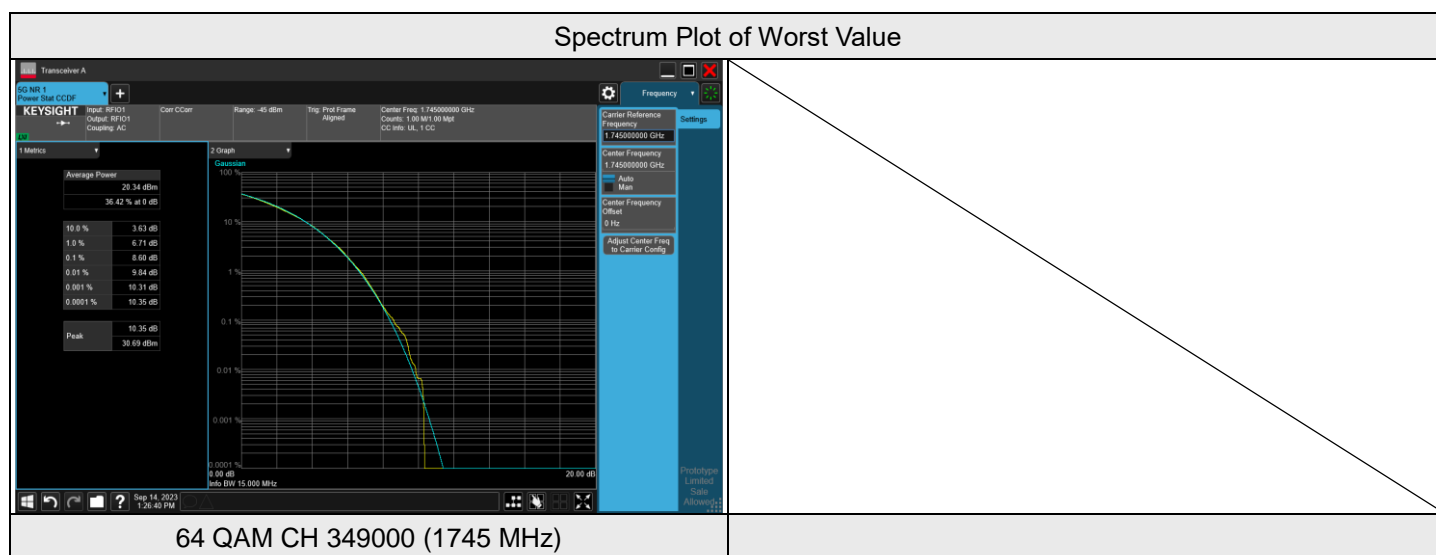 Spectrum Plot of Worst Value
Transceiver A
5G NR 1
Power Stat CCDF
+
Frequency
KEYSIGHT
Input: RFIO1
Output: RFIO1
Coupling: AC
Corr CCorr
Range: -45 dBm
Trig: Prot Frame
Aligned
Center Freq: 1.745000000 GHz
Counts: 1.00 M/1.00 Mpt
CC Info: UL, 1 CC
Carrier Reference
Frequency
1.745000000 GHz
Settings
Center Frequency
1.745000000 GHz
Auto
Man
Center Frequency
Offset
0 Hz
Adjust Center Freq
to Carrier Config
1 Metrics
Average Power
20.34 dBm
36.42 % at 0 dB
10.0 % 3.63 dB
1.0 % 6.71 dB
0.1 % 8.60 dB
0.01 % 9.84 dB
0.001 % 10.31 dB
0.0001 % 10.35 dB
Peak
10.35 dB
30.69 dBm
2 Graph
Gaussian
100 %
10 %
1 %
0.1 %
0.01 %
0.001 %
0.0001 %
0.00 dB
20.00 dB
Info BW 15.000 MHz
Prototype
Limited
Sale
Allowed
?
Sep 14, 2023
1:26:40 PM
64 QAM CH 349000 (1745 MHz)